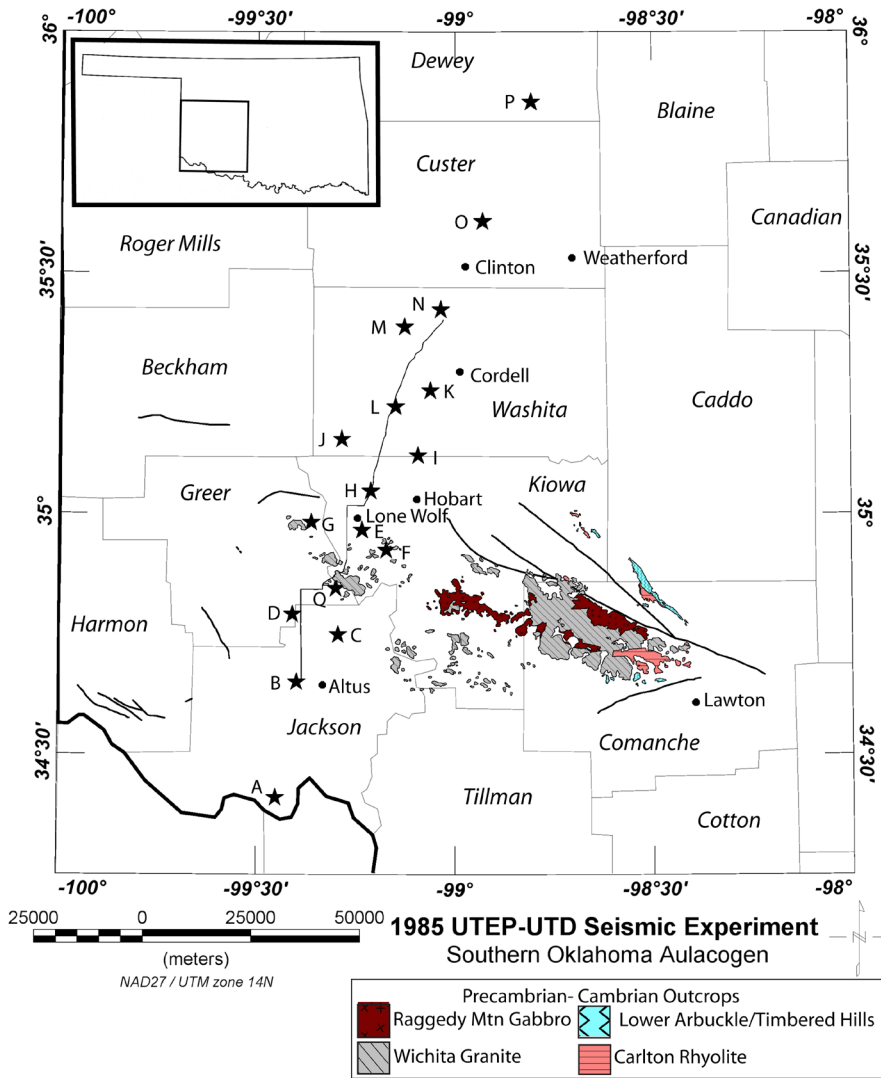 -100° -99°30' -99° -98°30' -98°
36° 36°
Dewey
P
Blaine
Custer
Canadian
O
Roger Mills
Weatherford
Clinton
35°30' 35°30'
N
M
Beckham
Cordell
K
Washita
Caddo
L
J
I
Greer
H
Kiowa
Hobart
35° 35°
G
Lone Wolf
E
F
Q
D
Harmon
C
B
Altus
Lawton
Jackson
Comanche
34°30' 34°30'
A
Tillman
Cotton
-100° -99°30' -99° -98°30' -98°
25000 0 25000 50000
(meters)
NAD27 / UTM zone 14N
1985 UTEP-UTD Seismic Experiment
Southern Oklahoma Aulacogen
N
Precambrian- Cambrian Outcrops
Raggedy Mtn Gabbro Lower Arbuckle/Timbered Hills
Wichita Granite Carlton Rhyolite